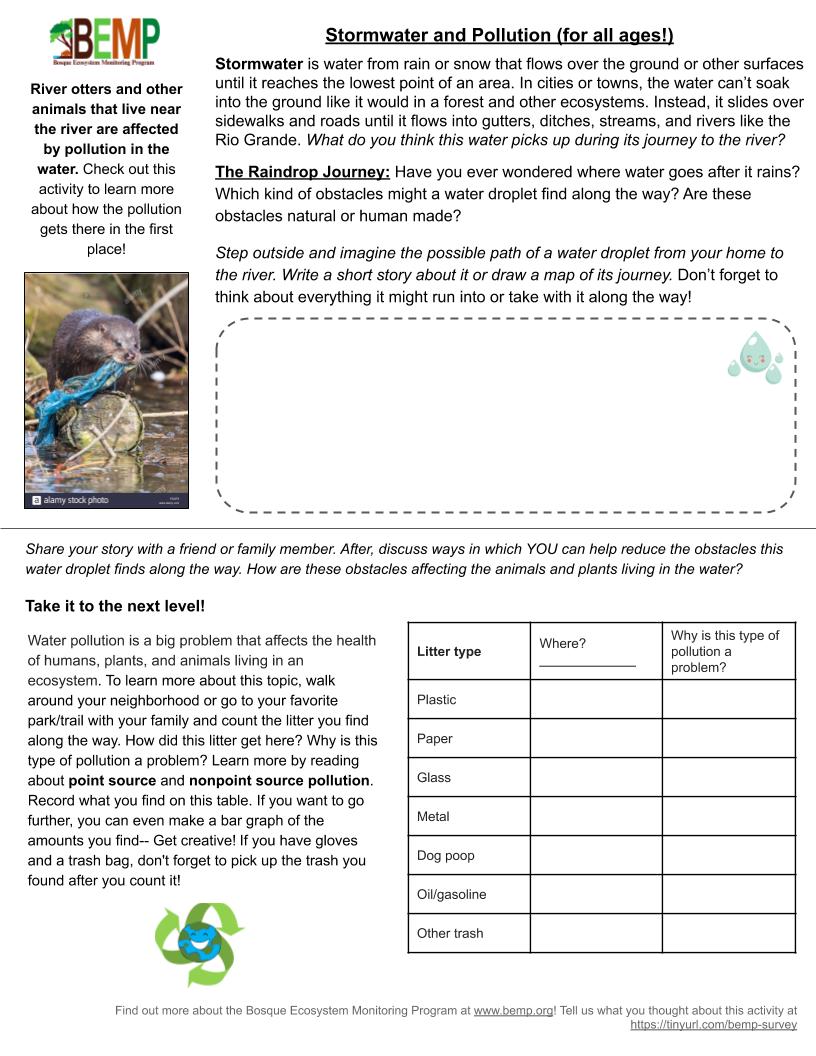 BEMP
Bosque Ecosystem Monitoring Program
River otters and other
animals that live near
the river are affected
by pollution in the
water. Check out this
activity to learn more
about how the pollution
gets there in the first
place!
a alamy stock photo
Stormwater and Pollution (for all ages!)
Stormwater is water from rain or snow that flows over the ground or other surfaces
until it reaches the lowest point of an area. In cities or towns, the water can’t soak
into the ground like it would in a forest and other ecosystems. Instead, it slides over
sidewalks and roads until it flows into gutters, ditches, streams, and rivers like the
Rio Grande. What do you think this water picks up during its journey to the river?
The Raindrop Journey: Have you ever wondered where water goes after it rains?
Which kind of obstacles might a water droplet find along the way? Are these
obstacles natural or human made?
Step outside and imagine the possible path of a water droplet from your home to
the river. Write a short story about it or draw a map of its journey. Don’t forget to
think about everything it might run into or take with it along the way!
Share your story with a friend or family member. After, discuss ways in which YOU can help reduce the obstacles this
water droplet finds along the way. How are these obstacles affecting the animals and plants living in the water?
Take it to the next level!
Water pollution is a big problem that affects the health
of humans, plants, and animals living in an
ecosystem. To learn more about this topic, walk
around your neighborhood or go to your favorite
park/trail with your family and count the litter you find
along the way. How did this litter get here? Why is this
type of pollution a problem? Learn more by reading
about point source and nonpoint source pollution.
Record what you find on this table. If you want to go
further, you can even make a bar graph of the
amounts you find-- Get creative! If you have gloves
and a trash bag, don't forget to pick up the trash you
found after you count it!
Litter type
Where?
____________
Why is this type of
pollution a
problem?
Plastic
Paper
Glass
Metal
Dog poop
Oil/gasoline
Other trash
Find out more about the Bosque Ecosystem Monitoring Program at www.bemp.org! Tell us what you thought about this activity at
https://tinyurl.com/bemp-survey